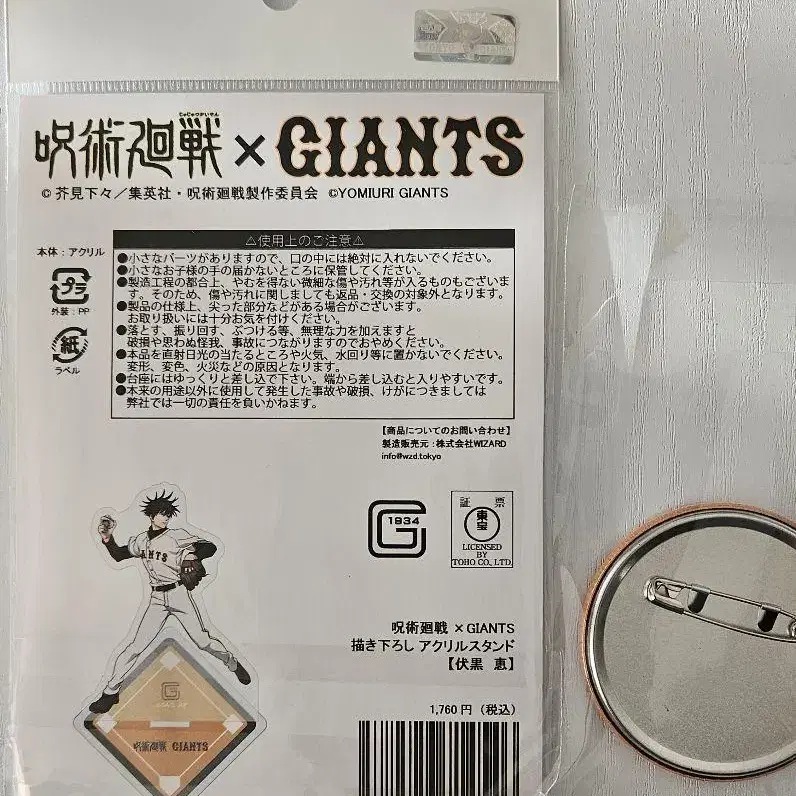 じゅじゅつかいせん
呪術廻戦 × GIANTS
© 芥見下々／集英社・呪術廻戦製作委員会 ©YOMIURI GIANTS
本体：アクリル
プラ
外装：PP
紙
ラベル
⚠使用上のご注意⚠
●小さなパーツがありますので、口の中には絶対に入れないでください。
●小さなお子様の手の届かないところに保管してください。
●製造工程の都合上、やむを得ない微細な傷や汚れ等が入るものもございま
す。そのため、傷や汚れに関しましても返品・交換の対象外となります。
●製品の仕様上、尖った部分などがある場合がございます。
お取り扱いには十分お気を付けください。
●落とす、振り回す、ぶつける等、無理な力を加えますと
破損や思わぬ怪我、事故につながりますのでおやめください。
●本品を直射日光の当たるところや火気、水回り等に置かないでください。
変形、変色、火災などの原因となります。
●台座にはゆっくりと差し込で下さい。端から差し込むと入りやすいです。
●本来の用途以外に使用して発生した事故や破損、けがにつきましては
弊社では一切の責任を負いかねます。
【商品についてのお問い合わせ】
製造販売元：株式会社WIZARD
info@wzd.tokyo
G 1934
証 票
東宝
LICENSED
BY
TOHO CO., LTD.
GIANTS
呪術廻戦 ×GIANTS
描き下ろし アクリルスタンド
【伏黒 恵】
1,760円（税込）
G
呪術廻戦 GIANTS